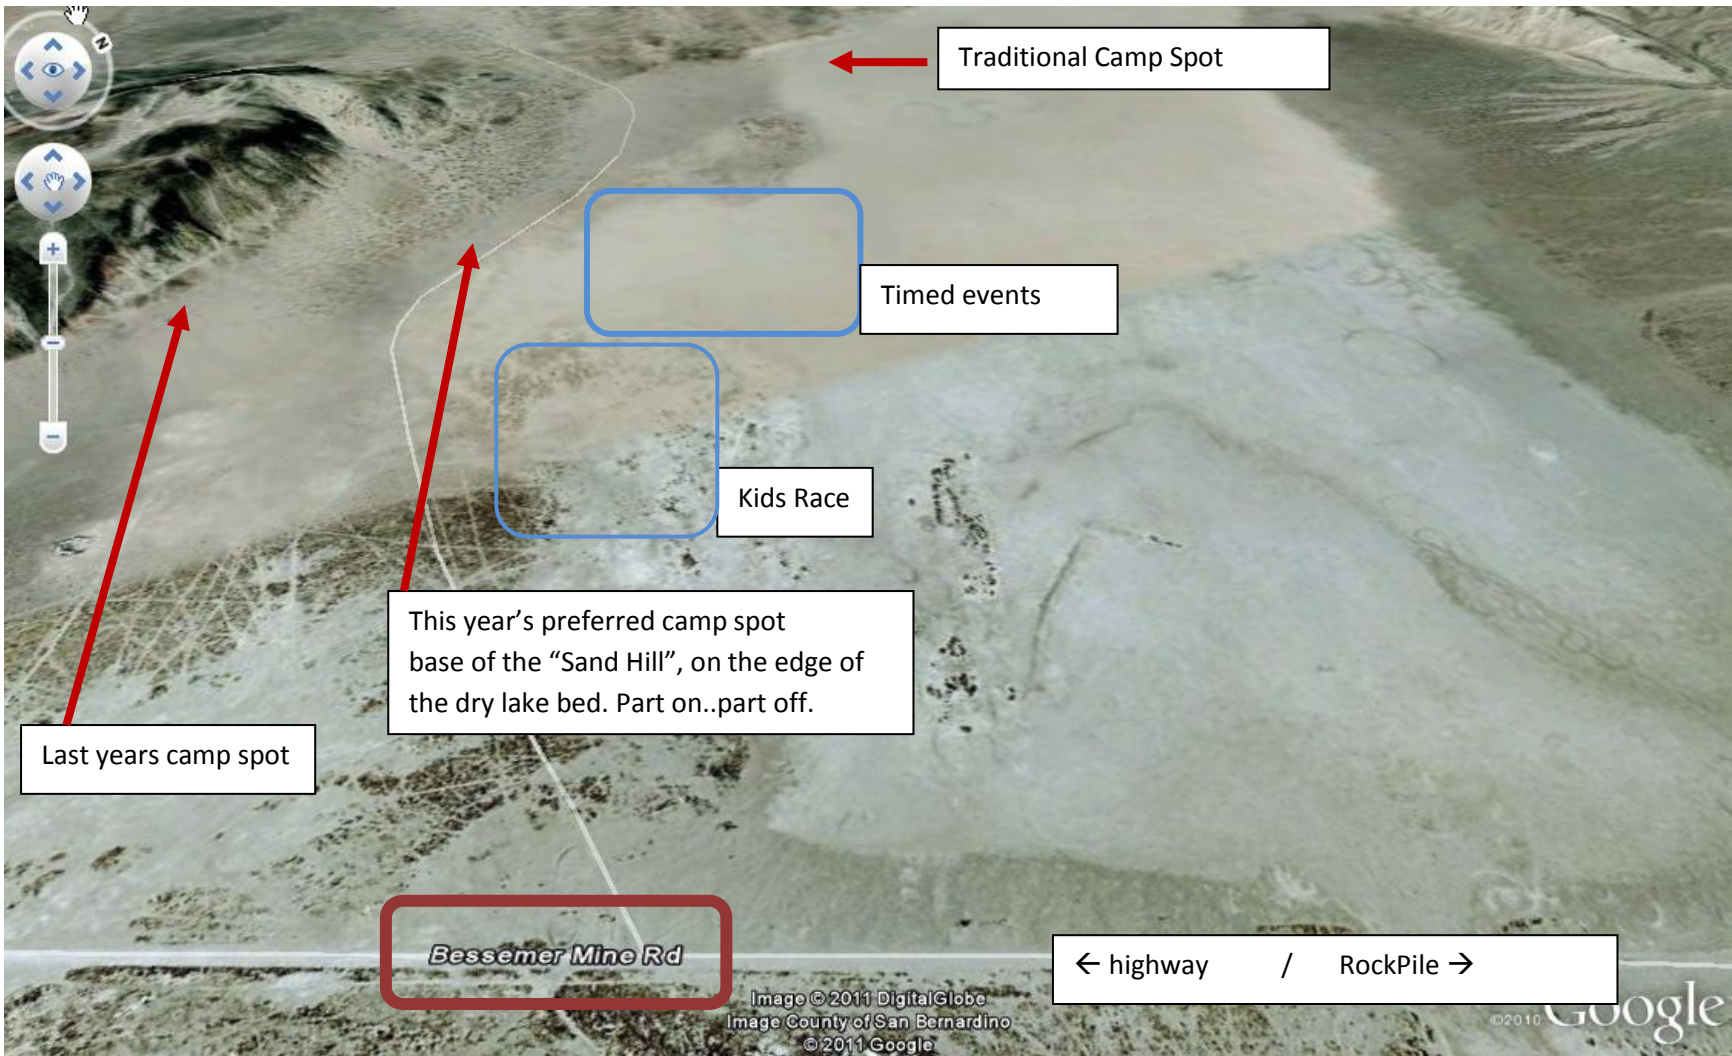 N
Traditional Camp Spot
Timed events
Kids Race
This year’s preferred camp spot
base of the “Sand Hill”, on the edge of
the dry lake bed. Part on..part off.
Last years camp spot
Bessemer Mine Rd
← highway / RockPile →
Image © 2011 DigitalGlobe
Image County of San Bernardino
© 2011 Google
©2010 Google